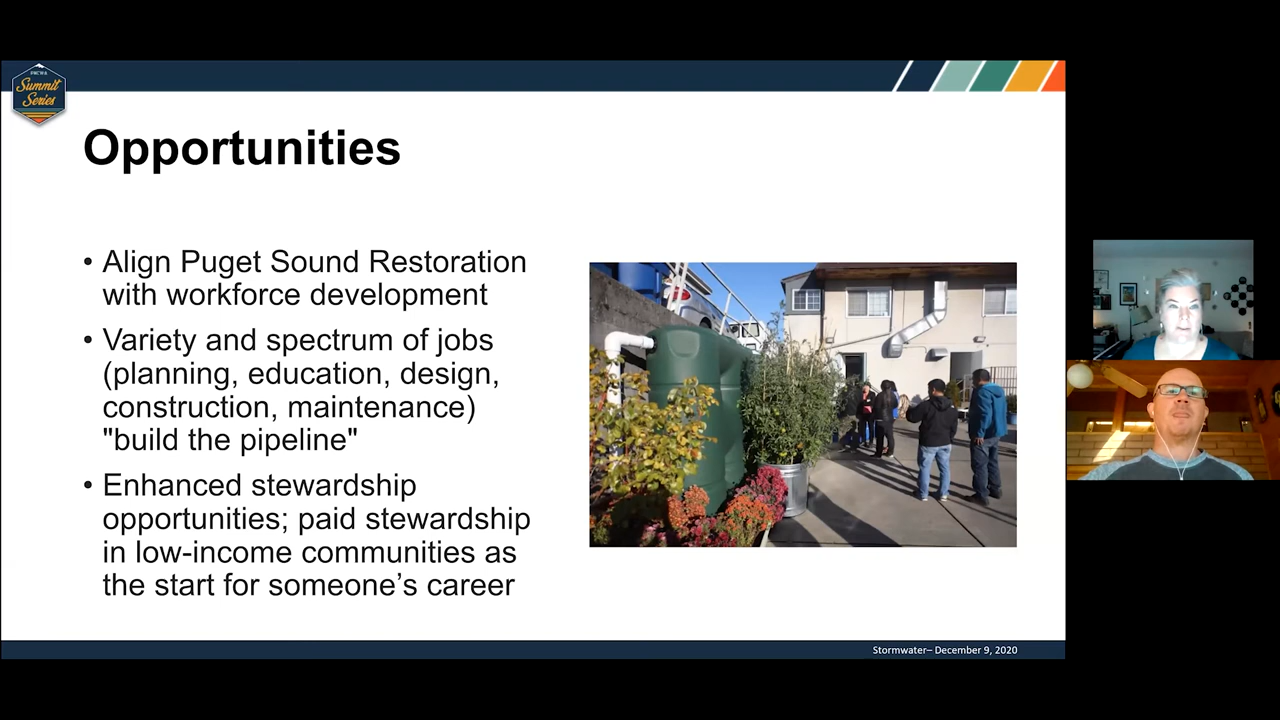 Summit
Series
Opportunities
• Align Puget Sound Restoration
with workforce development
• Variety and spectrum of jobs
(planning, education, design,
construction, maintenance)
"build the pipeline"
• Enhanced stewardship
opportunities; paid stewardship
in low-income communities as
the start for someone’s career
Stormwater– December 9, 2020